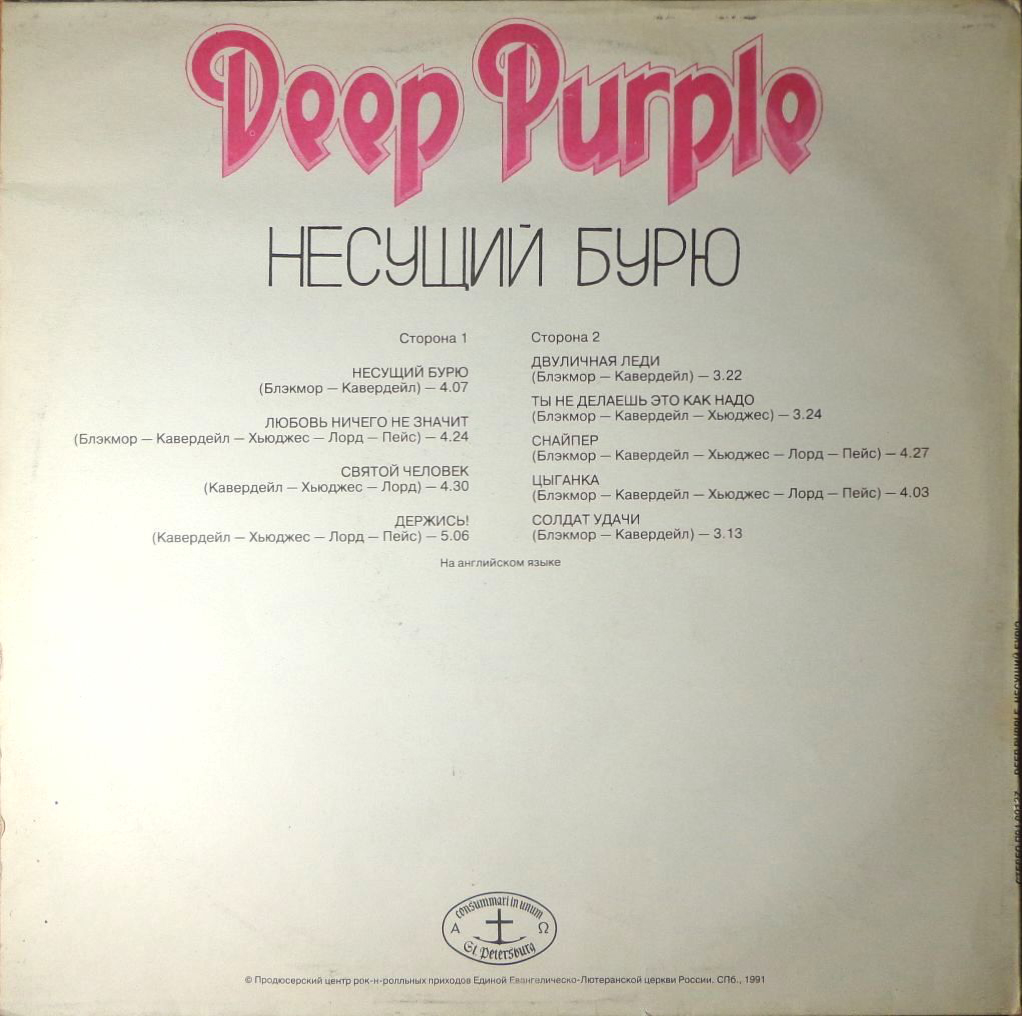 Deep Purple
НЕСУЩИЙ БУРЮ
Сторона 1
НЕСУЩИЙ БУРЮ
(Блэкмор — Кавердейл) — 4.07
ЛЮБОВЬ НИЧЕГО НЕ ЗНАЧИТ
(Блэкмор — Кавердейл — Хьюджес — Лорд — Пейс) — 4.24
СВЯТОЙ ЧЕЛОВЕК
(Кавердейл — Хьюджес — Лорд) — 4.30
ДЕРЖИСЬ!
(Кавердейл — Хьюджес — Лорд — Пейс) — 5.06
Сторона 2
ДВУЛИЧНАЯ ЛЕДИ
(Блэкмор — Кавердейл) — 3.22
ТЫ НЕ ДЕЛАЕШЬ ЭТО КАК НАДО
(Блэкмор — Кавердейл — Хьюджес) — 3.24
СНАЙПЕР
(Блэкмор — Кавердейл — Хьюджес — Лорд — Пейс) — 4.27
ЦЫГАНКА
(Блэкмор — Кавердейл — Хьюджес — Лорд — Пейс) — 4.03
СОЛДАТ УДАЧИ
(Блэкмор — Кавердейл) — 3.13
На английском языке
consummari in unum
Α Ω
St. Petersburg
© Продюсерский центр рок-н-ролльных приходов Единой Евангелическо-Лютеранской церкви России. СПб., 1991
DEEP PURPLE НЕСУЩИЙ БУРЮ